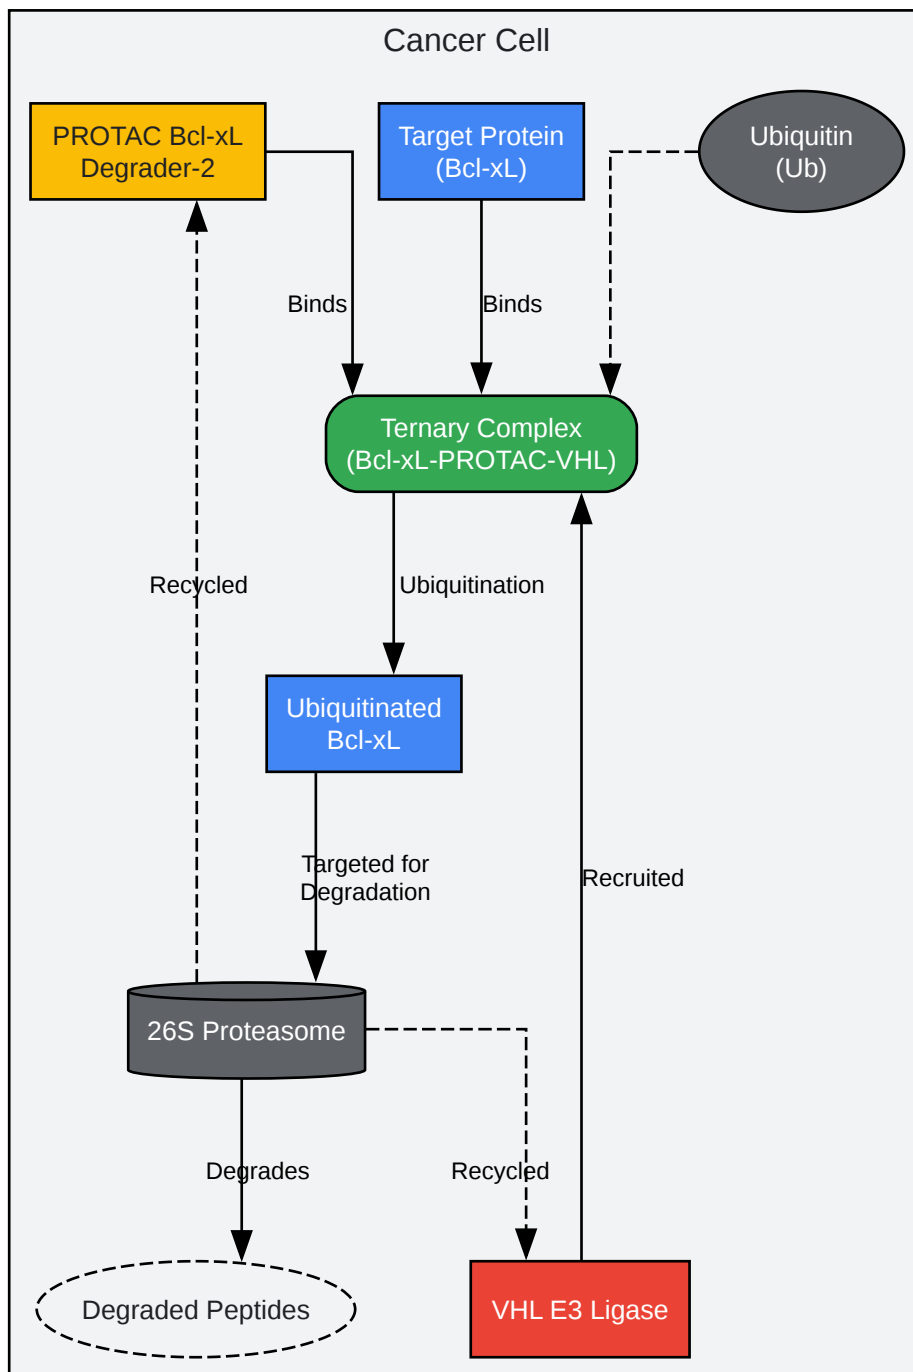 Cancer Cell
PROTAC Bcl-xL
Degrader-2
Target Protein
(Bcl-xL)
Ubiquitin
(Ub)
Binds
Binds
Ternary Complex
(Bcl-xL-PROTAC-VHL)
Recycled
Ubiquitination
Ubiquitinated
Bcl-xL
Targeted for
Degradation
Recruited
26S Proteasome
Degrades
Recycled
Degraded Peptides
VHL E3 Ligase